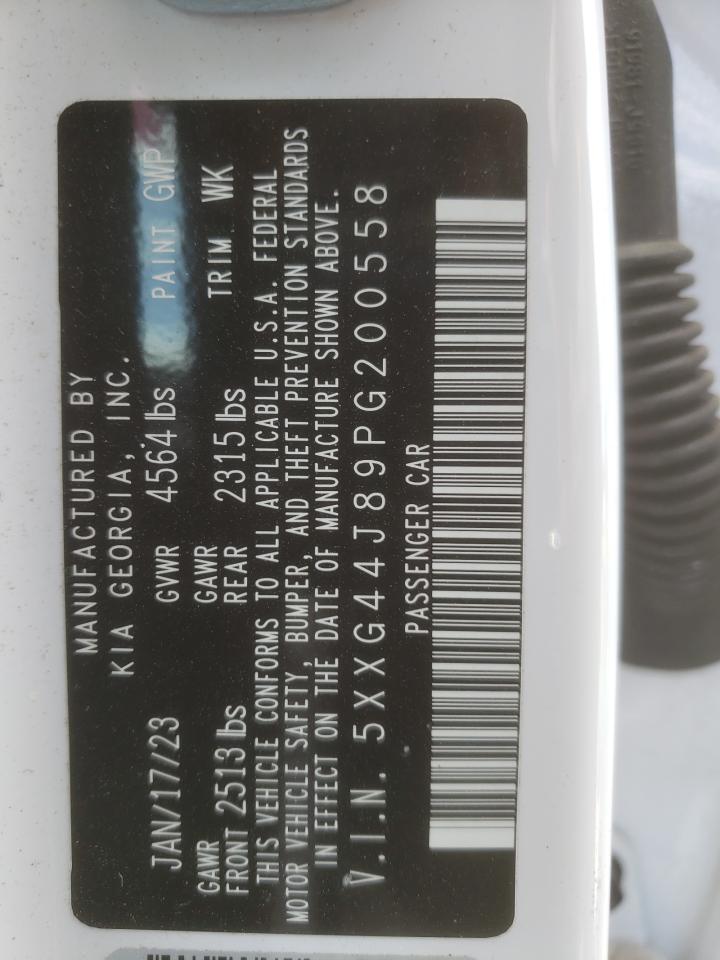 MANUFACTURED BY
KIA GEORGIA, INC.
JAN/17/23 GVWR 4564 lbs PAINT GWP
GAWR GAWR
FRONT 2513 lbs REAR 2315 lbs TRIM WK
THIS VEHICLE CONFORMS TO ALL APPLICABLE U.S.A. FEDERAL
MOTOR VEHICLE SAFETY, BUMPER, AND THEFT PREVENTION STANDARDS
IN EFFECT ON THE DATE OF MANUFACTURE SHOWN ABOVE.
V.I.N. 5XXG44J89PG200558
PASSENGER CAR